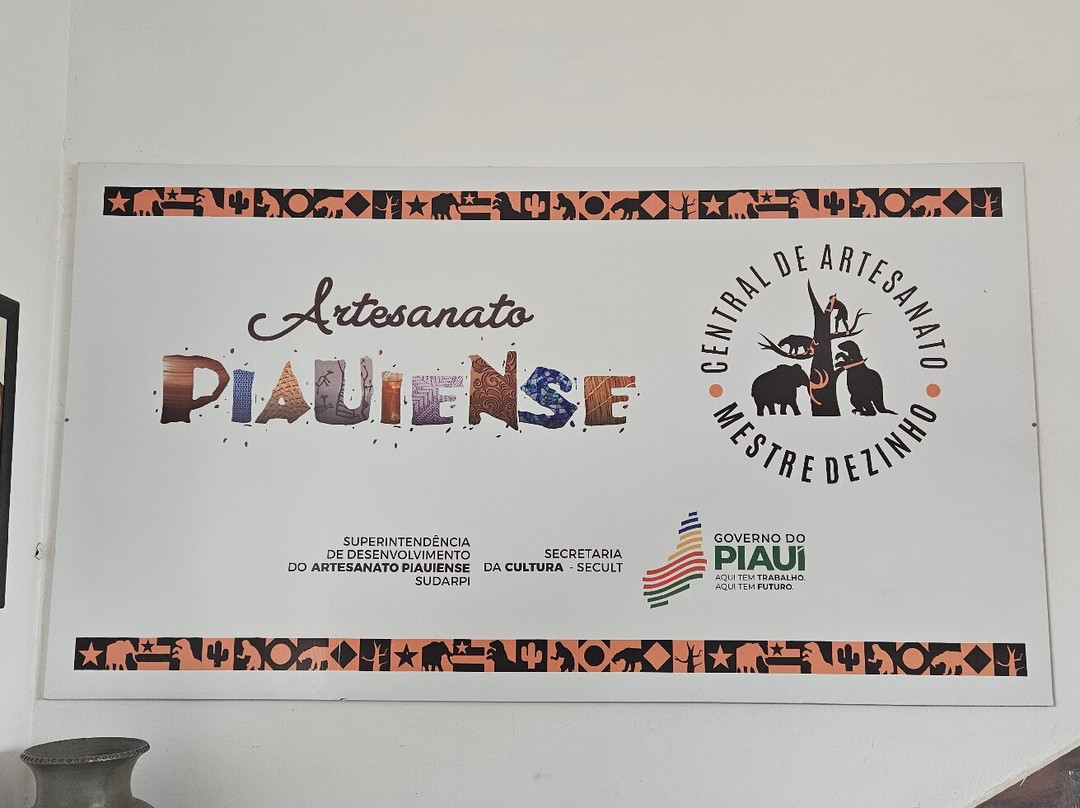 Artesanato
PIAUIENSE
CENTRAL DE ARTESANATO
MESTRE DEZINHO
SUPERINTENDÊNCIA
DE DESENVOLVIMENTO
DO ARTESANATO PIAUIENSE
SUDARPI
SECRETARIA
DA CULTURA - SECULT
GOVERNO DO
PIAUÍ
AQUI TEM TRABALHO.
AQUI TEM FUTURO.